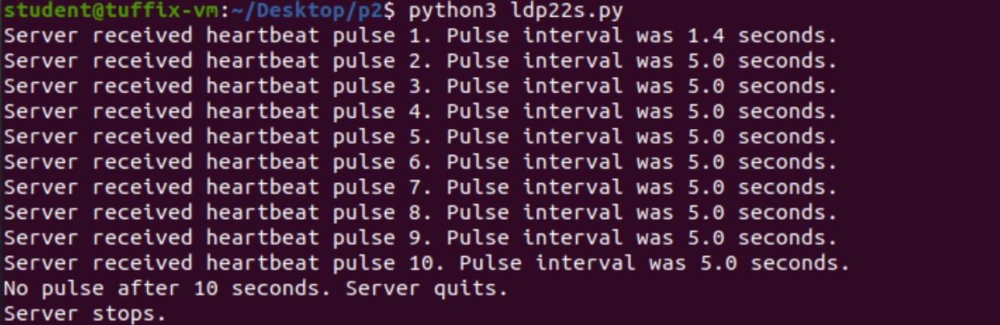 student@tuffix-vm:~/Desktop/p2$ python3 ldp22s.py
Server received heartbeat pulse 1. Pulse interval was 1.4 seconds.
Server received heartbeat pulse 2. Pulse interval was 5.0 seconds.
Server received heartbeat pulse 3. Pulse interval was 5.0 seconds.
Server received heartbeat pulse 4. Pulse interval was 5.0 seconds.
Server received heartbeat pulse 5. Pulse interval was 5.0 seconds.
Server received heartbeat pulse 6. Pulse interval was 5.0 seconds.
Server received heartbeat pulse 7. Pulse interval was 5.0 seconds.
Server received heartbeat pulse 8. Pulse interval was 5.0 seconds.
Server received heartbeat pulse 9. Pulse interval was 5.0 seconds.
Server received heartbeat pulse 10. Pulse interval was 5.0 seconds.
No pulse after 10 seconds. Server quits.
Server stops.